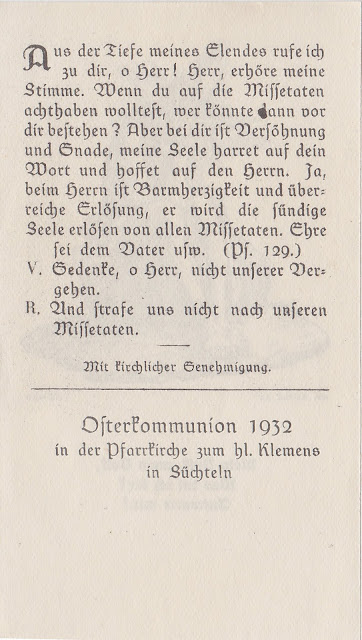 Aus der Tiefe meines Elendes rufe ich
zu dir, o Herr! Herr, erhöre meine
Stimme. Wenn du auf die Missetaten
achthaben wolltest, wer könnte dann vor
dir bestehen? Aber bei dir ist Versöhnung
und Gnade, meine Seele harret auf dein
Wort und hoffet auf den Herrn. Ja,
beim Herrn ist Barmherzigkeit und über-
reiche Erlösung, er wird die sündige
Seele erlösen von allen Missetaten. Ehre
sei dem Vater usw. (Ps. 129.)
V. Gedenke, o Herr, nicht unserer Ver-
gehen.
R. Und strafe uns nicht nach unseren
Missetaten.
Mit kirchlicher Genehmigung.
Osterkommunion 1932
in der Pfarrkirche zum hl. Klemens
in Süchteln